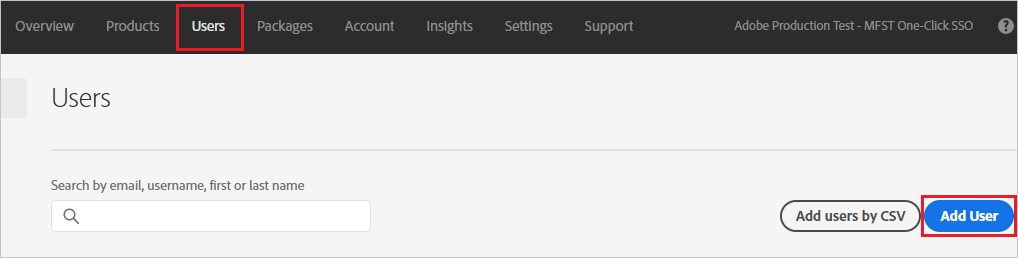 Overview Products Users Packages Account Insights Settings Support Adobe Production Test - MFST One-Click SSO ?
Users
Search by email, username, first or last name
Add users by CSV Add User